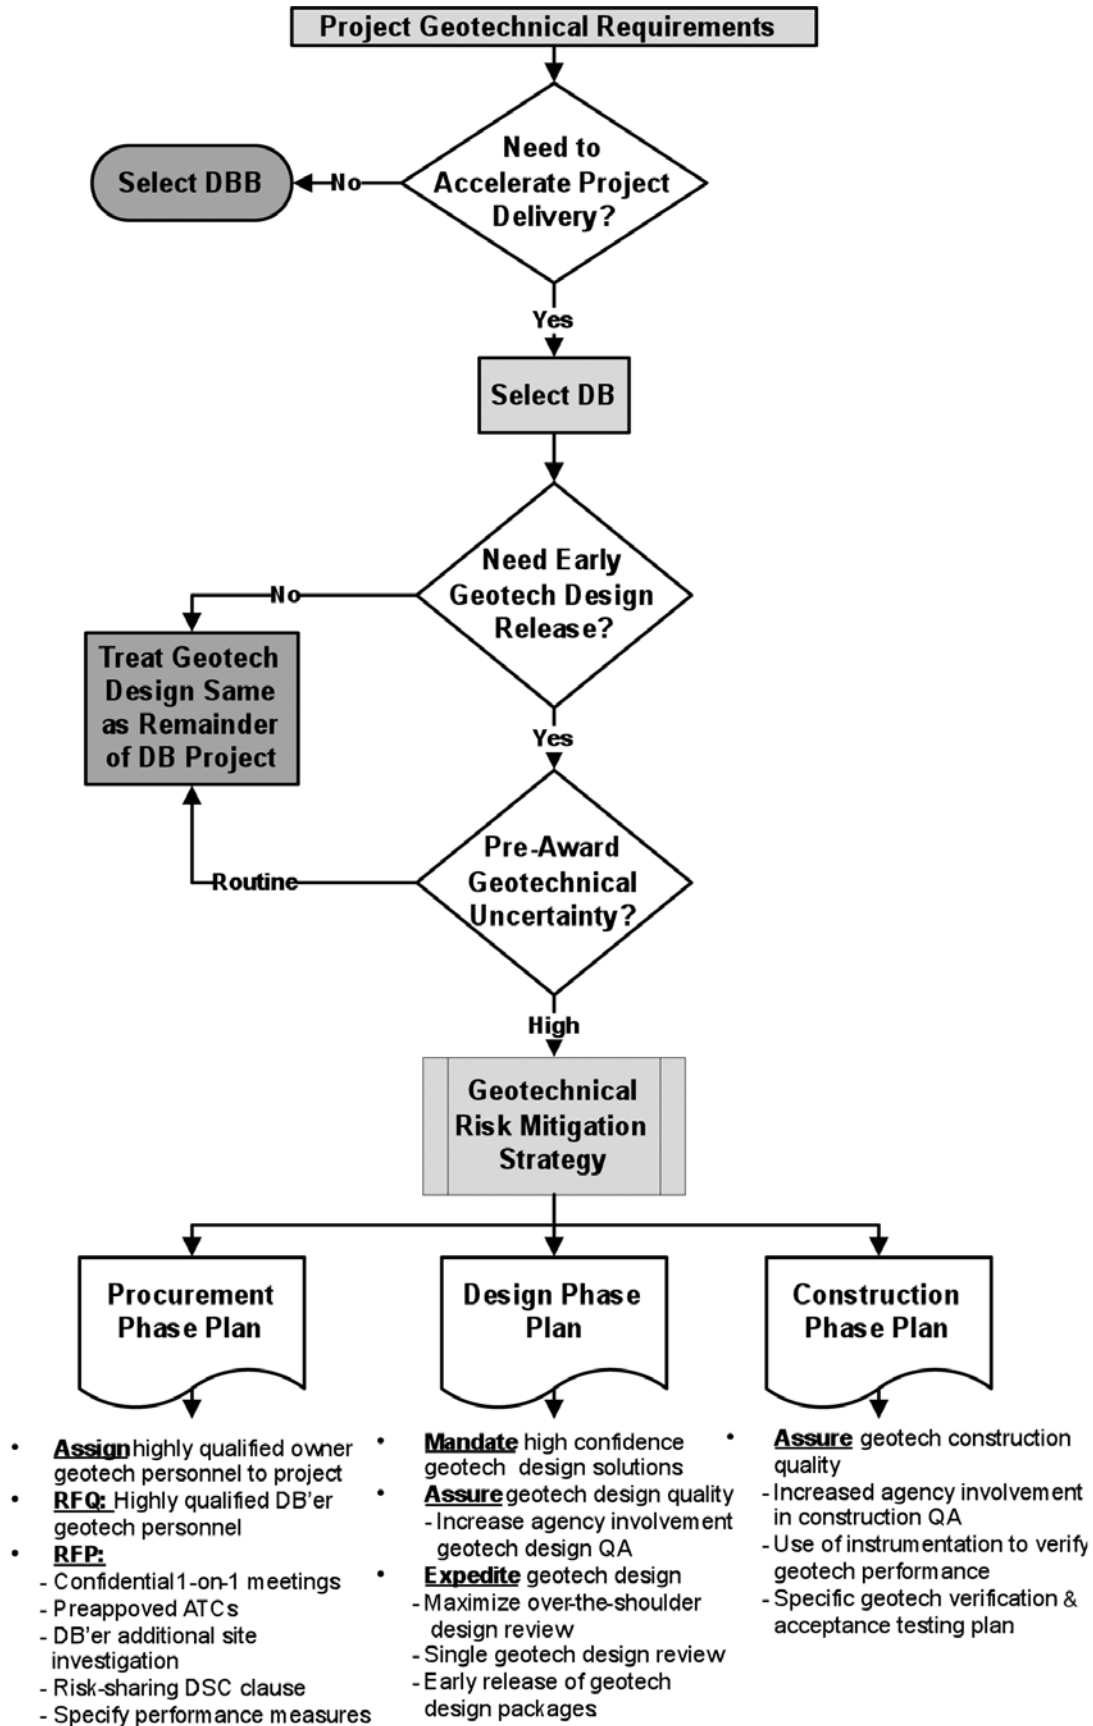 Project Geotechnical Requirements
Need to
Accelerate Project
Delivery?
No
Select DBB
Yes
Select DB
Need Early
Geotech Design
Release?
No
Treat Geotech
Design Same
as Remainder
of DB Project
Yes
Pre-Award
Geotechnical
Uncertainty?
Routine
High
Geotechnical
Risk Mitigation
Strategy
Procurement
Phase Plan
• Assign highly qualified owner
geotech personnel to project
• RFQ: Highly qualified DB'er
geotech personnel
• RFP:
- Confidential 1-on-1 meetings
- Preappoved ATCs
- DB'er additional site
investigation
- Risk-sharing DSC clause
- Specify performance measures
Design Phase
Plan
• Mandate high confidence
geotech design solutions
• Assure geotech design quality
- Increase agency involvement
geotech design QA
• Expedite geotech design
- Maximize over-the-shoulder
design review
- Single geotech design review
- Early release of geotech
design packages
Construction
Phase Plan
• Assure geotech construction
quality
- Increased agency involvement
in construction QA
- Use of instrumentation to verify
geotech performance
- Specific geotech verification &
acceptance testing plan